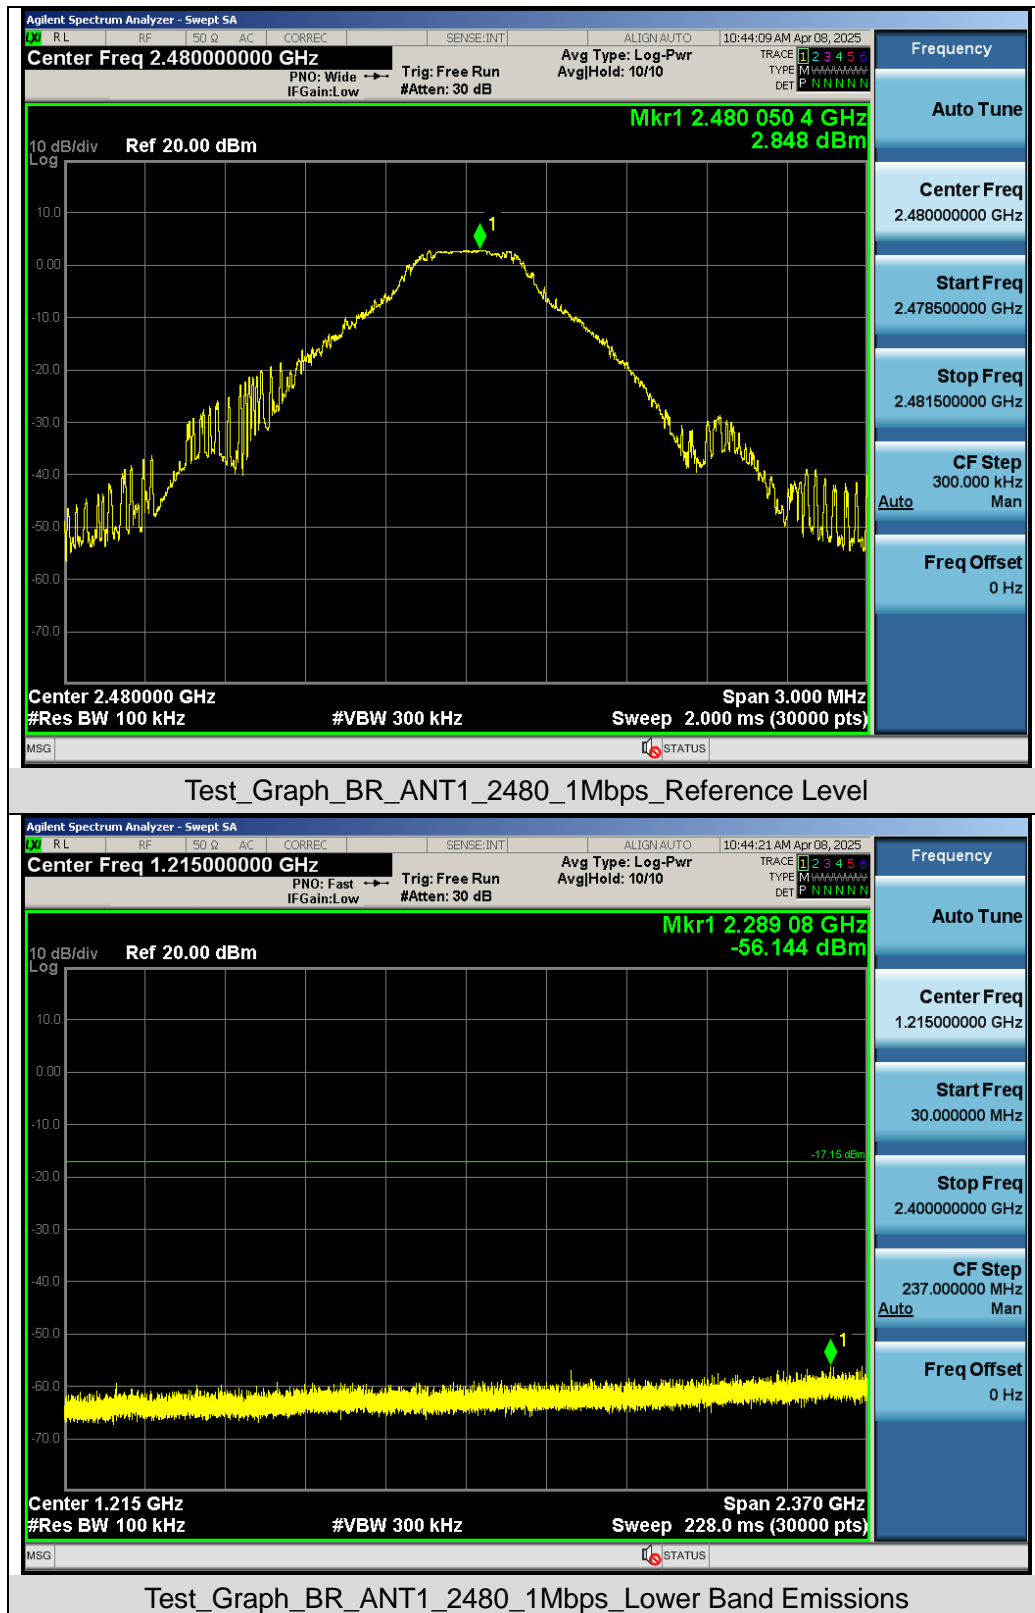 Agilent Spectrum Analyzer - Swept SA
LXI RL RF 50 Ω AC CORREC SENSE:INT ALIGN AUTO 10:44:09 AM Apr 08, 2025
Center Freq 2.480000000 GHz
PNO: Wide
IFGain:Low
Trig: Free Run
#Atten: 30 dB
Avg Type: Log-Pwr
Avg|Hold: 10/10
TRACE 1 2 3 4 5 6
TYPE M WWWWW
DET P N N N N N
Frequency
Mkr1 2.480 050 4 GHz
2.848 dBm
10 dB/div Ref 20.00 dBm
Log
10.0
0.00
-10.0
-20.0
-30.0
-40.0
-50.0
-60.0
-70.0
1
Center 2.480000 GHz Span 3.000 MHz
#Res BW 100 kHz #VBW 300 kHz Sweep 2.000 ms (30000 pts)
MSG STATUS
Auto Tune
Center Freq
2.480000000 GHz
Start Freq
2.478500000 GHz
Stop Freq
2.481500000 GHz
CF Step
300.000 kHz
Auto Man
Freq Offset
0 Hz
Test_Graph_BR_ANT1_2480_1Mbps_Reference Level
Agilent Spectrum Analyzer - Swept SA
LXI RL RF 50 Ω AC CORREC SENSE:INT ALIGN AUTO 10:44:21 AM Apr 08, 2025
Center Freq 1.215000000 GHz
PNO: Fast
IFGain:Low
Trig: Free Run
#Atten: 30 dB
Avg Type: Log-Pwr
Avg|Hold: 10/10
TRACE 1 2 3 4 5 6
TYPE M WWWWW
DET P N N N N N
Frequency
Mkr1 2.289 08 GHz
-56.144 dBm
10 dB/div Ref 20.00 dBm
Log
10.0
0.00
-10.0
-17.15 dBm
-20.0
-30.0
-40.0
-50.0
-60.0
-70.0
1
Center 1.215 GHz Span 2.370 GHz
#Res BW 100 kHz #VBW 300 kHz Sweep 228.0 ms (30000 pts)
MSG STATUS
Auto Tune
Center Freq
1.215000000 GHz
Start Freq
30.000000 MHz
Stop Freq
2.400000000 GHz
CF Step
237.000000 MHz
Auto Man
Freq Offset
0 Hz
Test_Graph_BR_ANT1_2480_1Mbps_Lower Band Emissions